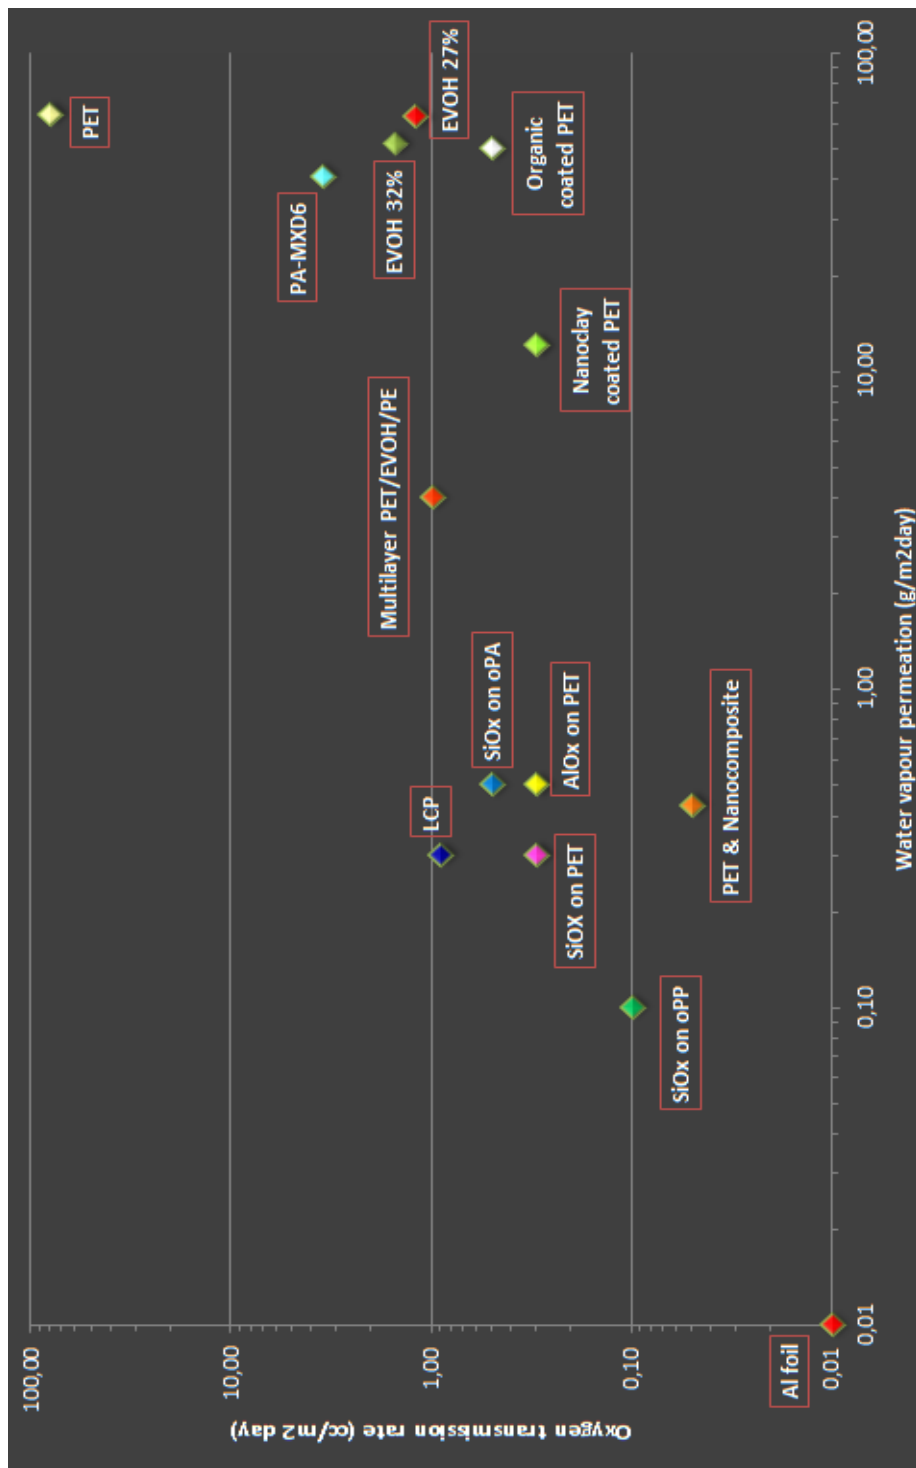 100,00
10,00
1,00
0,10
0,01
Oxygen transmission rate (cc/m2 day)
PET
PA-MXD6
EVOH 32%
EVOH 27%
Organic
coated PET
Multilayer PET/EVOH/PE
Nanoclay
coated PET
LCP
SiOx on oPA
AlOx on PET
SiOX on PET
PET & Nanocomposite
SiOx on oPP
Al foil
0,01
0,10
1,00
10,00
100,00
Water vapour permeation (g/m2day)